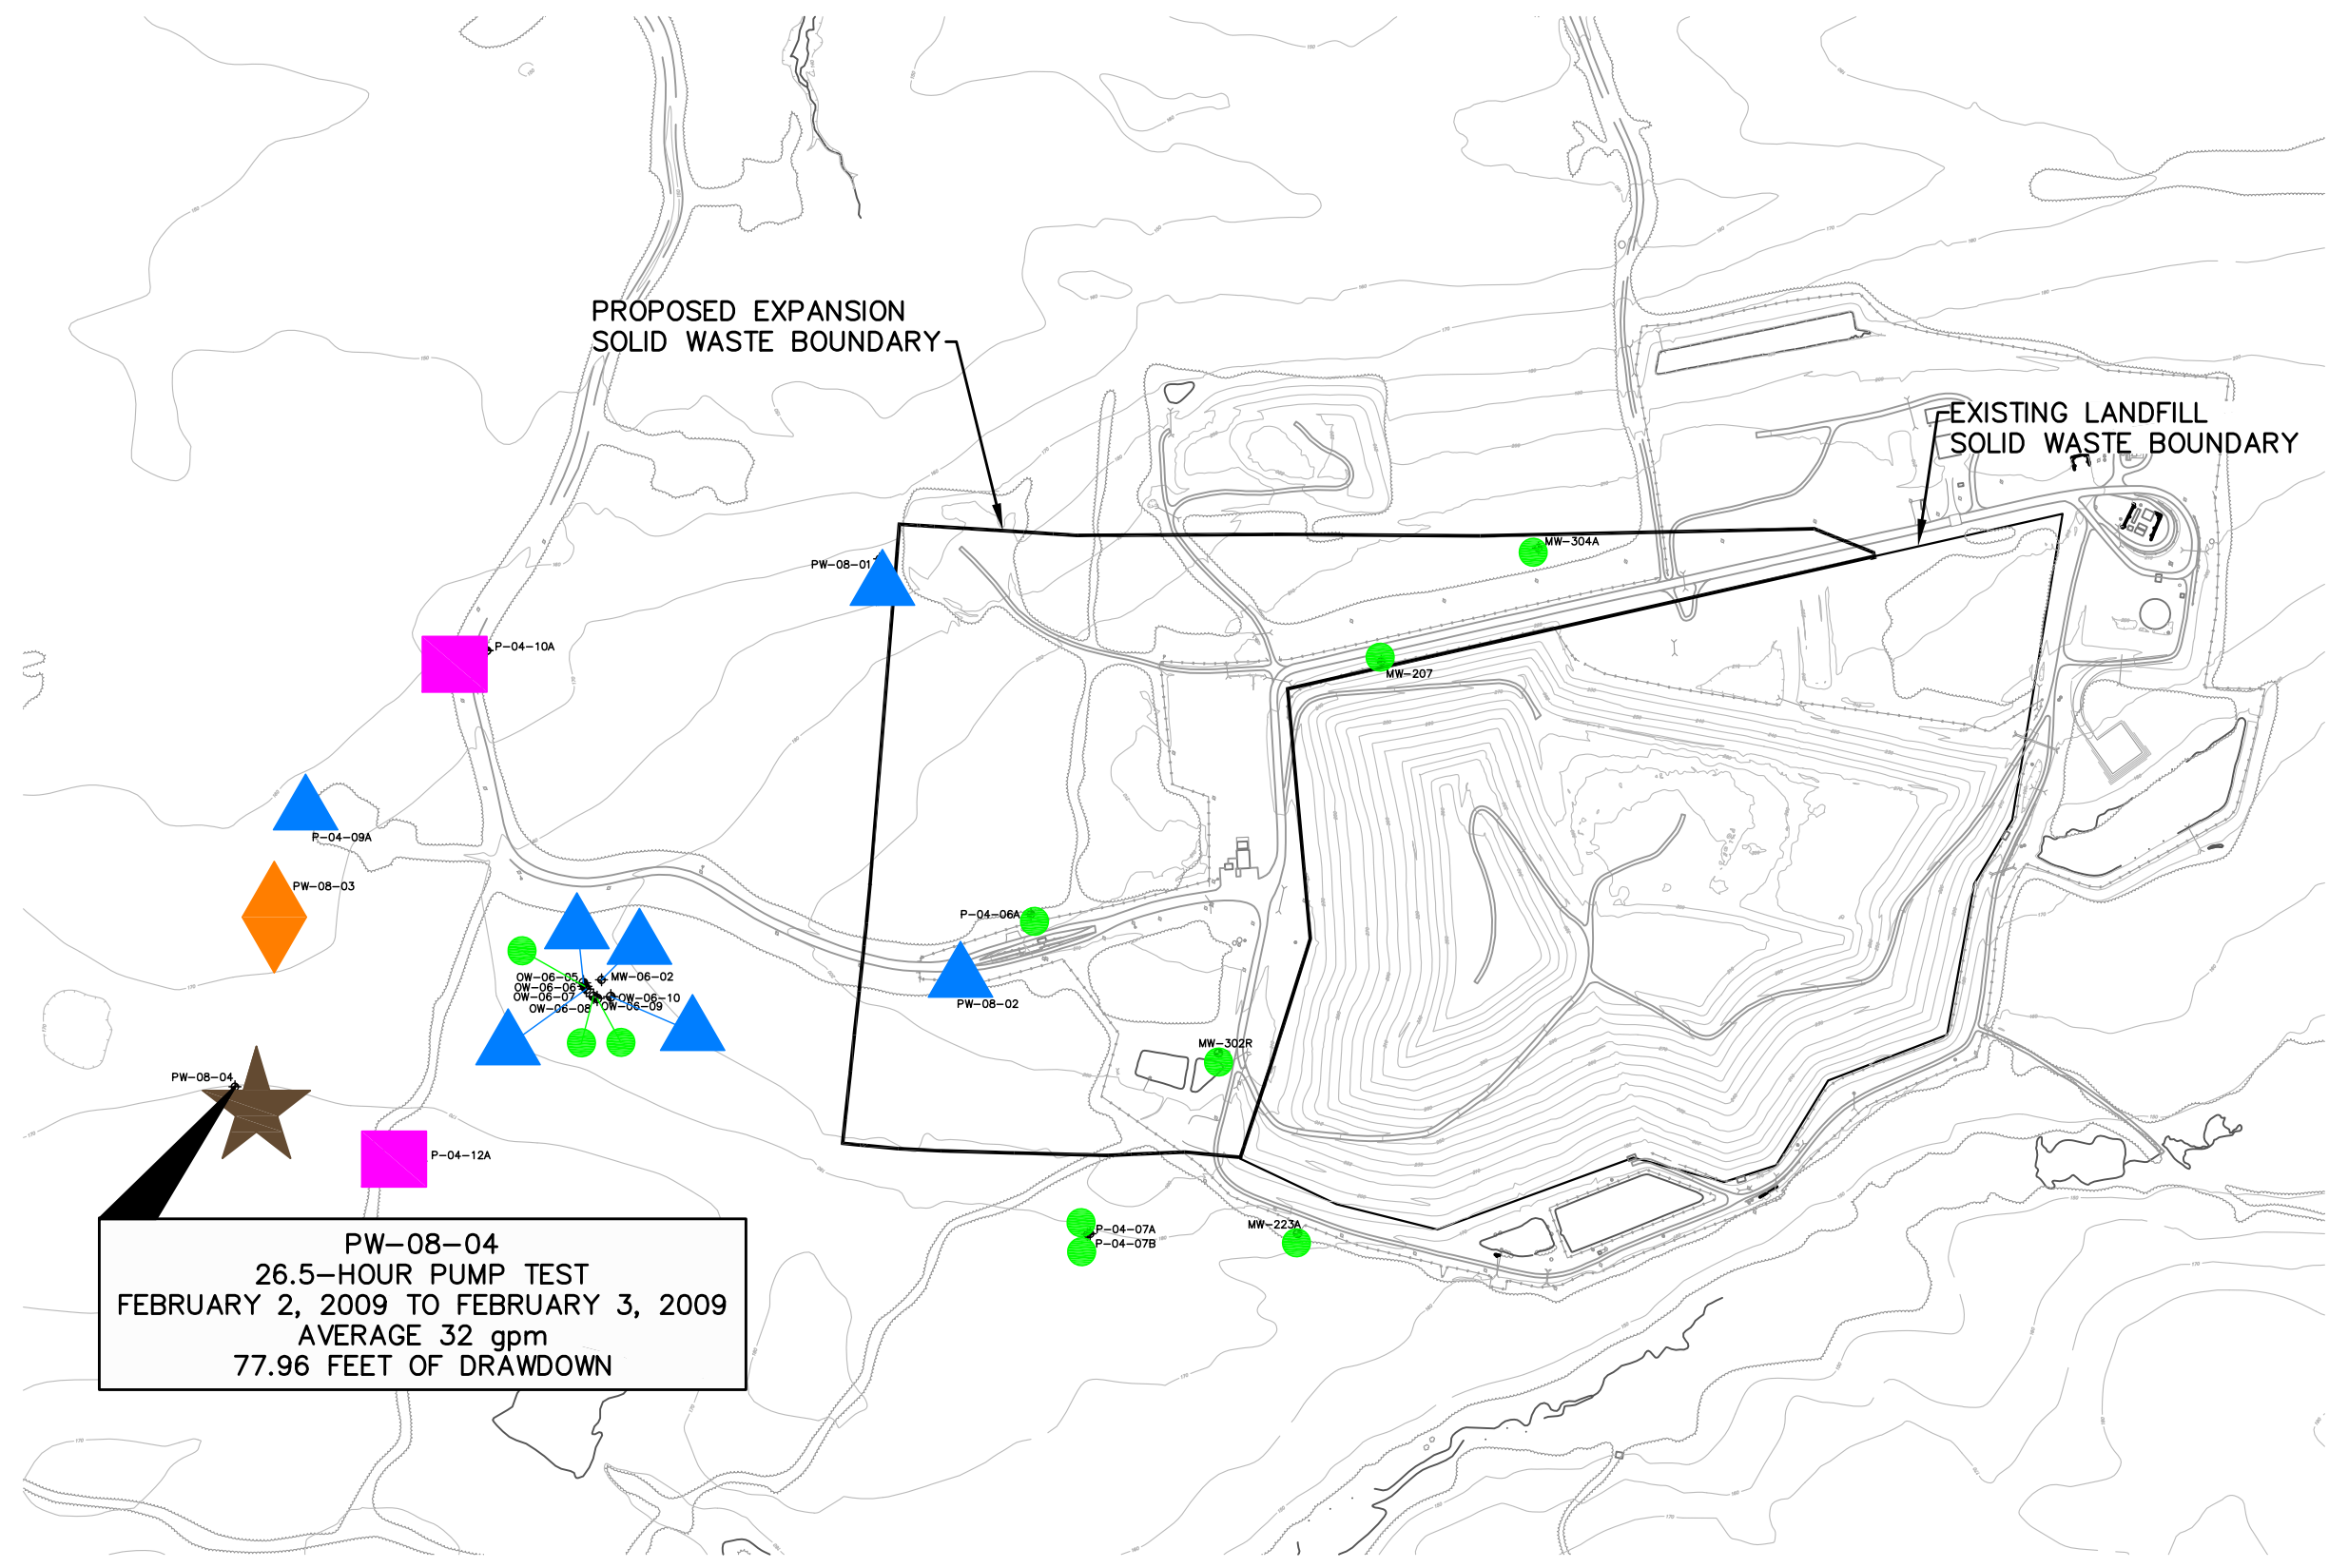 PROPOSED EXPANSION
SOLID WASTE BOUNDARY
EXISTING LANDFILL
SOLID WASTE BOUNDARY
MW-304A
PW-08-01
P-04-10A
MW-207
P-04-09A
PW-08-03
P-04-06A
OW-06-05
MW-06-02
OW-06-06
OW-06-07
OW-06-10
OW-06-08
OW-06-09
PW-08-02
MW-302R
PW-08-04
P-04-12A
MW-223A
P-04-07A
P-04-07B
PW-08-04
26.5-HOUR PUMP TEST
FEBRUARY 2, 2009 TO FEBRUARY 3, 2009
AVERAGE 32 gpm
77.96 FEET OF DRAWDOWN